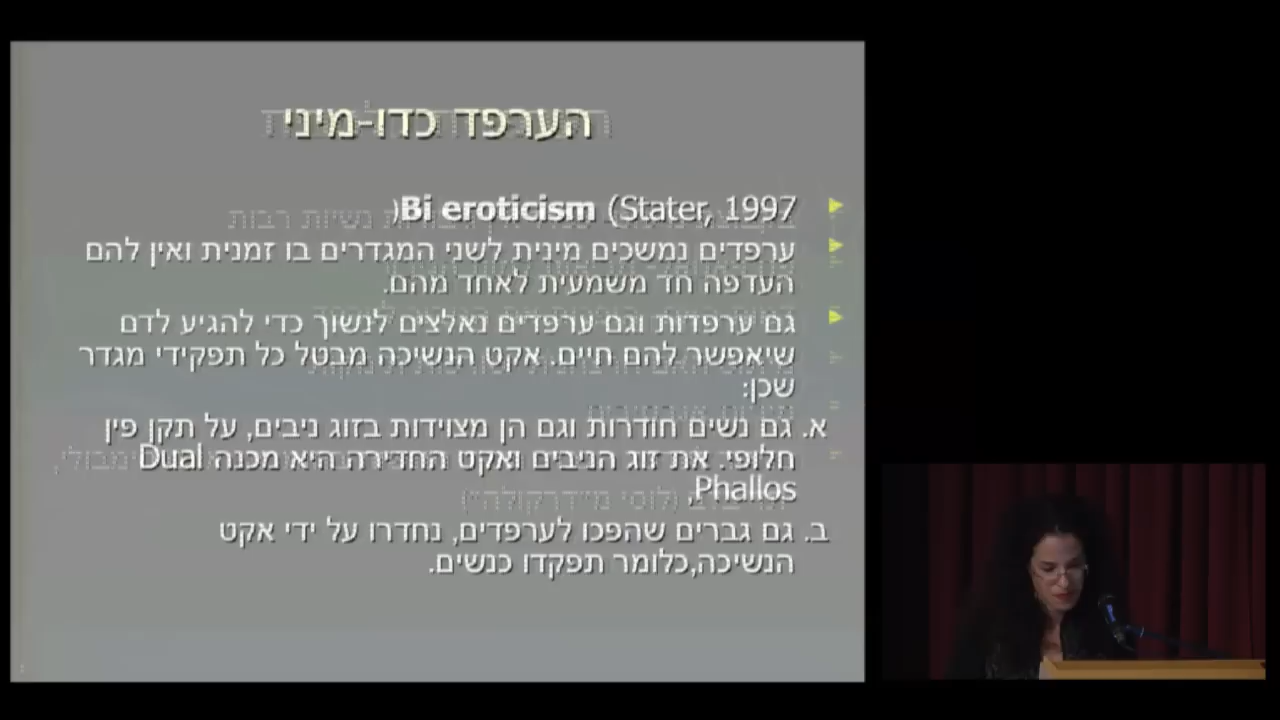 הערפד כדו-מיני
Bi eroticism (Stater, 1997(
ערפדים נמשכים מינית לשני המגדרים בו זמנית ואין להם
העדפה חד משמעית לאחד מהם.
גם ערפדות וגם ערפדים נאלצים לנשוך כדי להגיע לדם
שיאפשר להם חיים. אקט הנשיכה מבטל כל תפקידי מגדר
שכן:
א. גם נשים חודרות וגם הן מצוידות בזוג ניבים, על תקן פין
חלופי. את זוג הניבים ואקט החדירה היא מכנה Dual
Phallos,
ב. גם גברים שהפכו לערפדים, נחדרו על ידי אקט
הנשיכה,כלומר תפקדו כנשים.